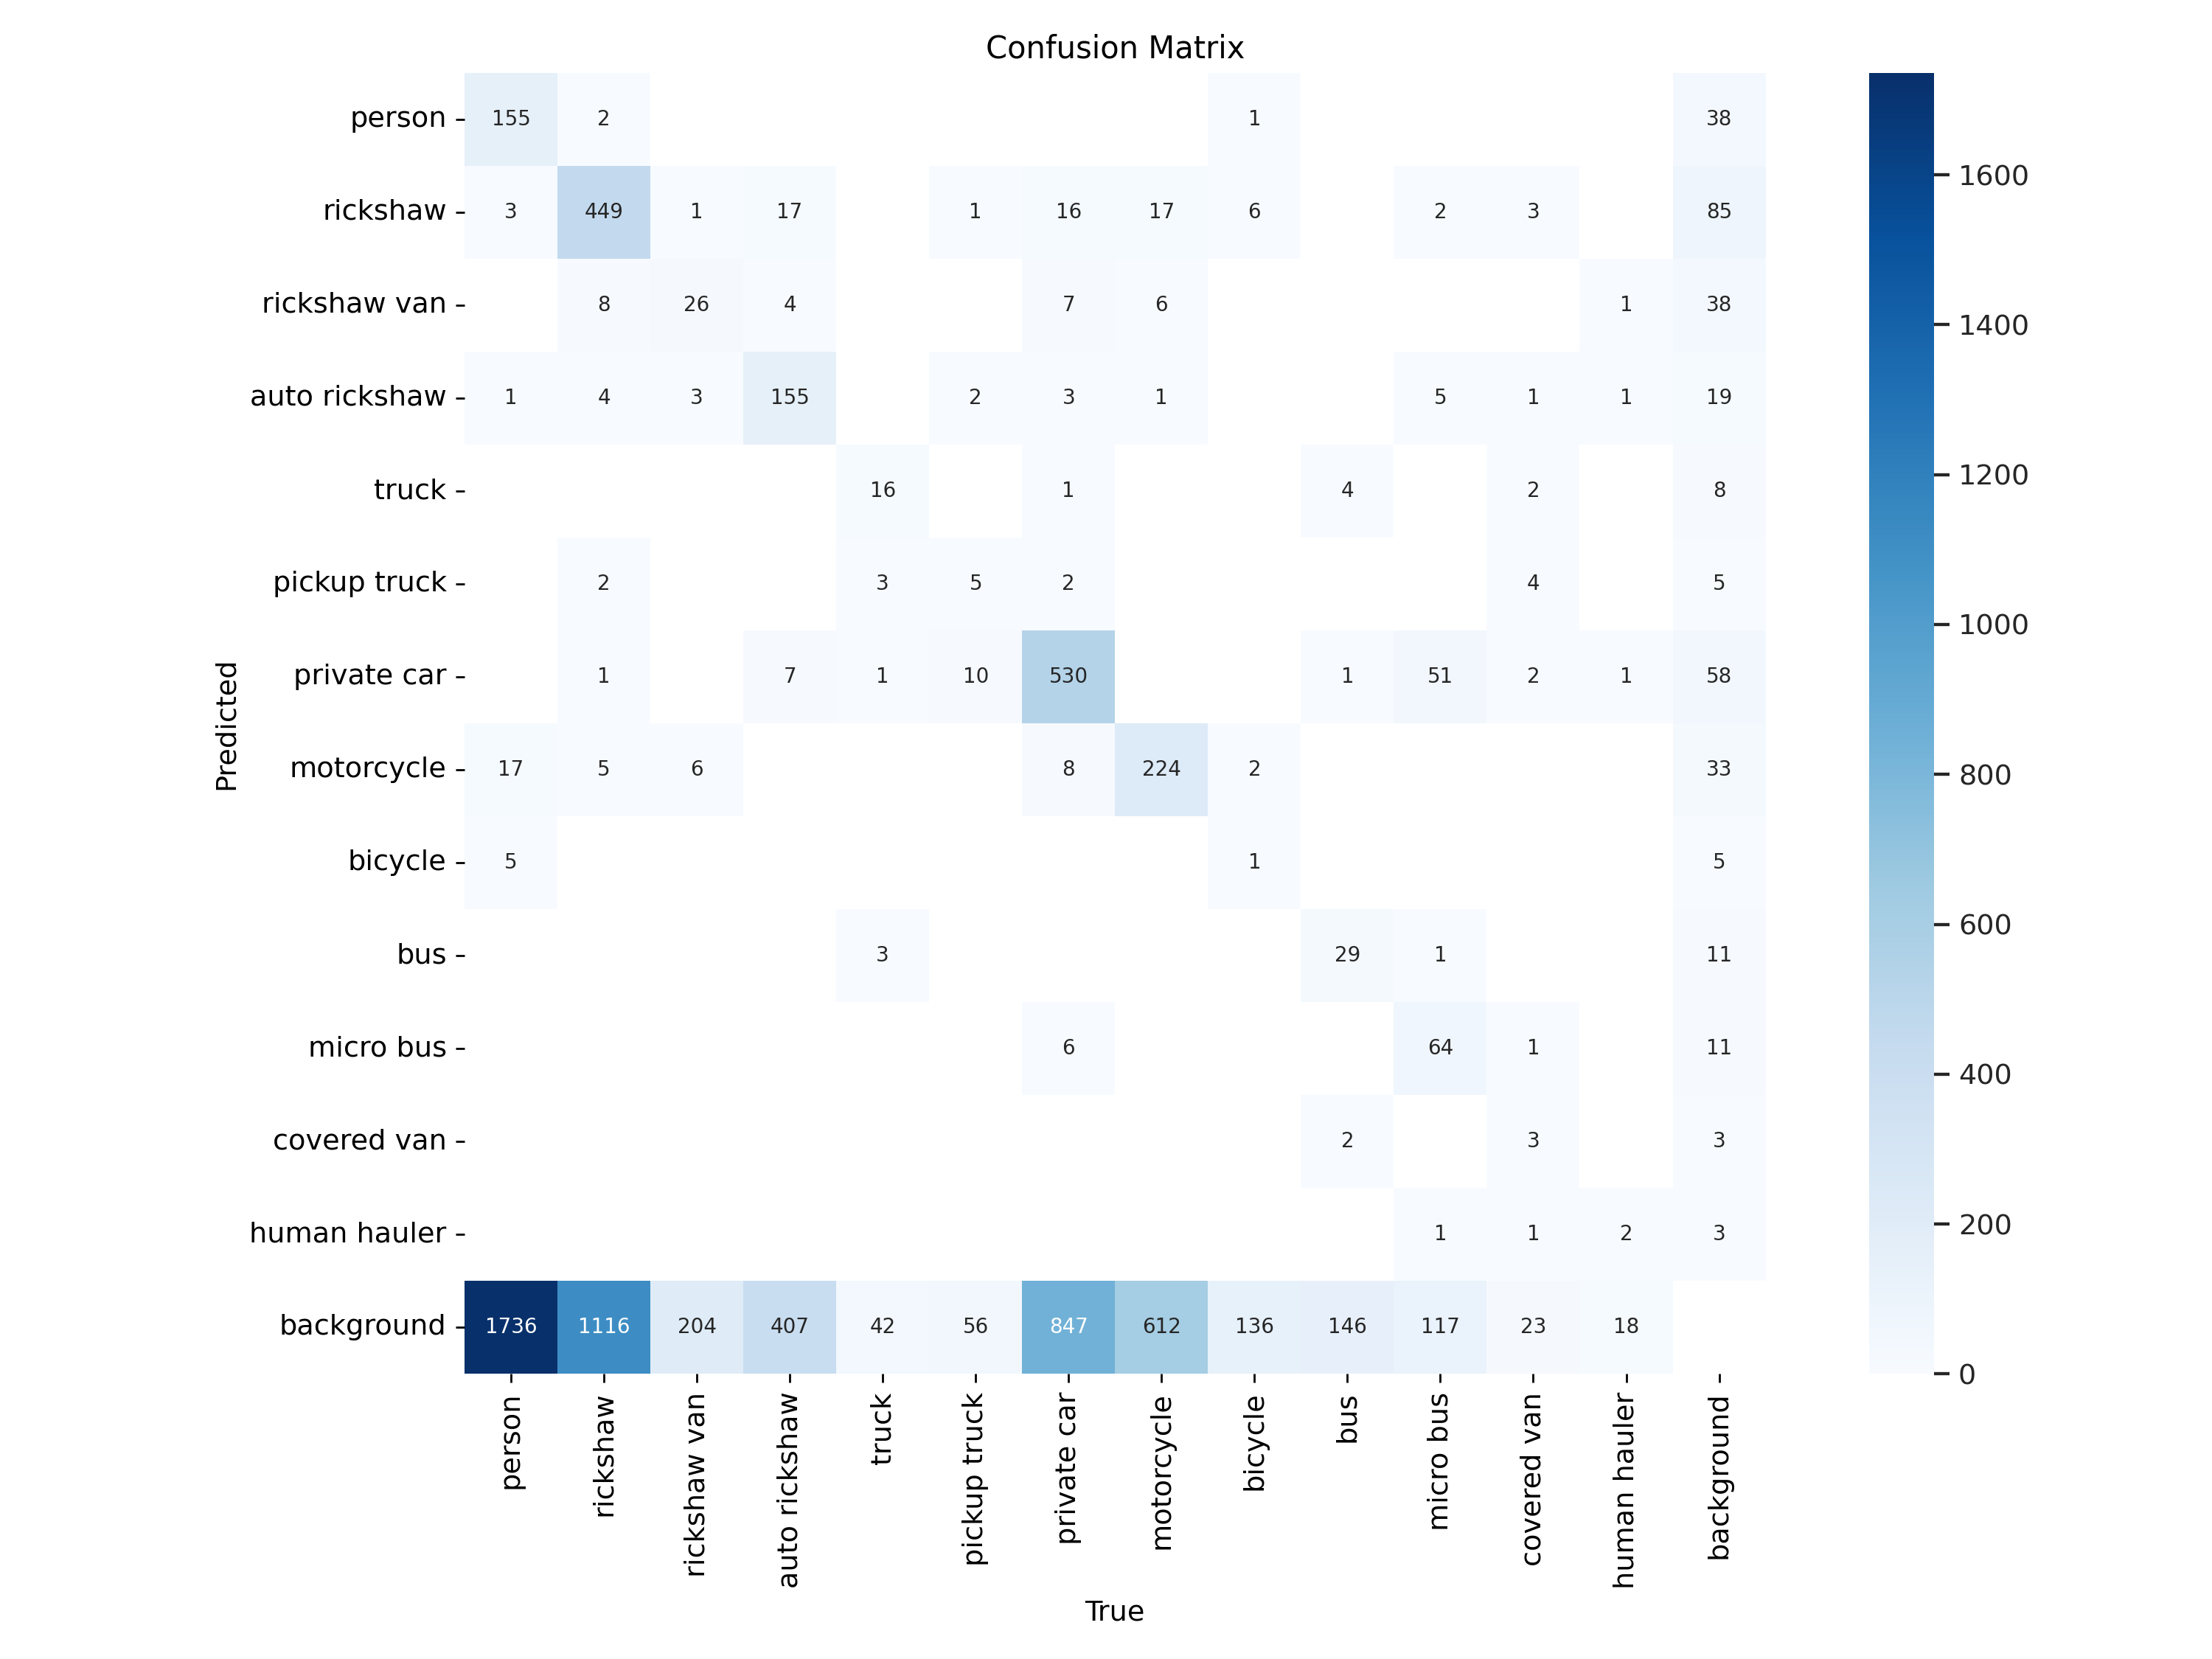 Confusion Matrix
person 155 2 1 38
rickshaw 3 449 1 17 1 16 17 6 2 3 85
rickshaw van 8 26 4 7 6 1 38
auto rickshaw 1 4 3 155 2 3 1 5 1 1 19
truck 16 1 4 2 8
pickup truck 2 3 5 2 4 5
private car 1 7 1 10 530 1 51 2 1 58
motorcycle 17 5 6 8 224 2 33
bicycle 5 1 5
bus 3 29 1 11
micro bus 6 64 1 11
covered van 2 3 3
human hauler 1 1 2 3
background 1736 1116 204 407 42 56 847 612 136 146 117 23 18
person rickshaw rickshaw van auto rickshaw truck pickup truck private car motorcycle bicycle bus micro bus covered van human hauler background
True
Predicted
1600
1400
1200
1000
800
600
400
200
0